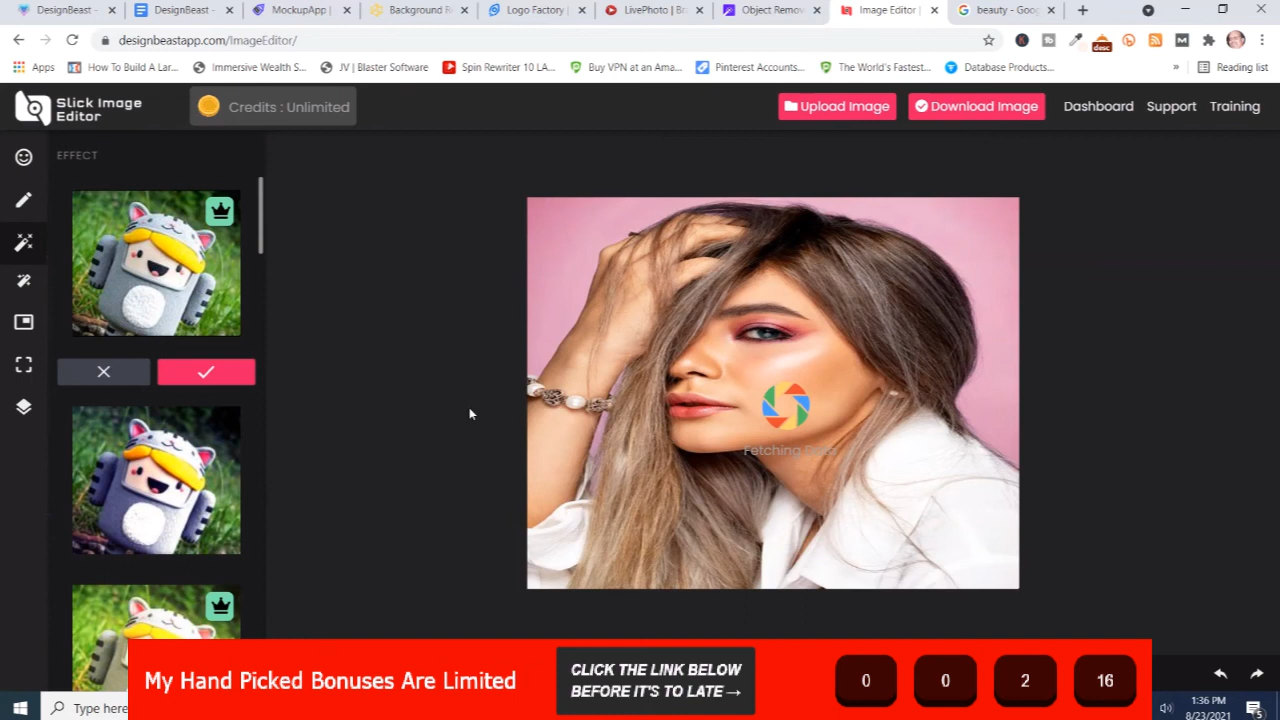 DesignBeast -
DesignBeast -
MockupApp |
Background R
Logo Factory |
LivePhoto | B
Object Remov
Image Editor |
beauty - Goog
designbeastapp.com/ImageEditor/
desc
Apps
How To Build A Lar...
Immersive Wealth S...
JV | Blaster Software
Spin Rewriter 10 LA...
Buy VPN at an Ama...
Pinterest Accounts...
The World's Fastest...
Database Products...
»
Reading list
Slick Image
Editor
Credits : Unlimited
Upload Image
Download Image
Dashboard
Support
Training
EFFECT
Fetching
My Hand Picked Bonuses Are Limited
CLICK THE LINK BELOW
BEFORE IT'S TO LATE →
0
0
2
16
Type here
1:36 PM
8/23/2021
5